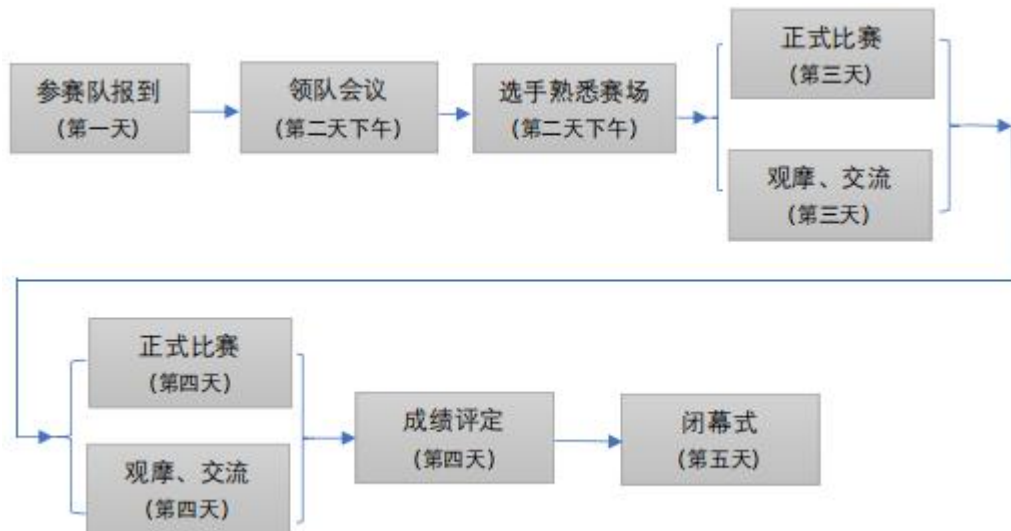 参赛队报到
(第一天)
领队会议
(第二天下午)
选手熟悉赛场
(第二天下午)
正式比赛
(第三天)
观摩、交流
(第三天)
正式比赛
(第四天)
观摩、交流
(第四天)
成绩评定
(第四天)
闭幕式
(第五天)